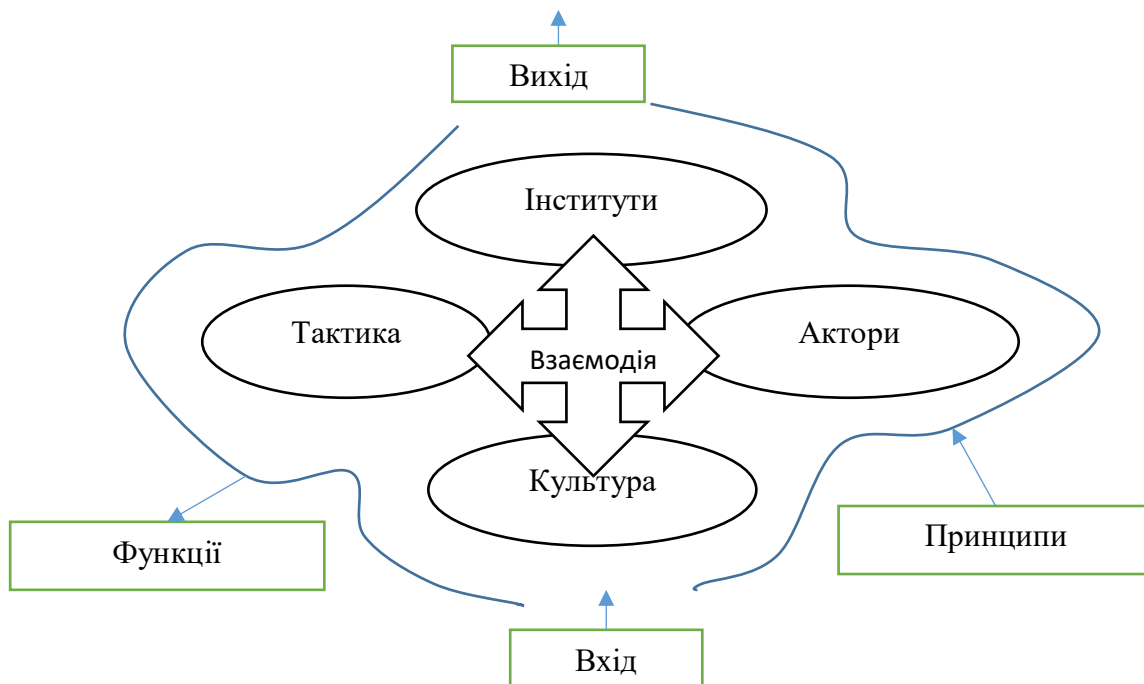 Вихід
Інститути
Тактика
Актори
Взаємодія
Культура
Функції
Принципи
Вхід